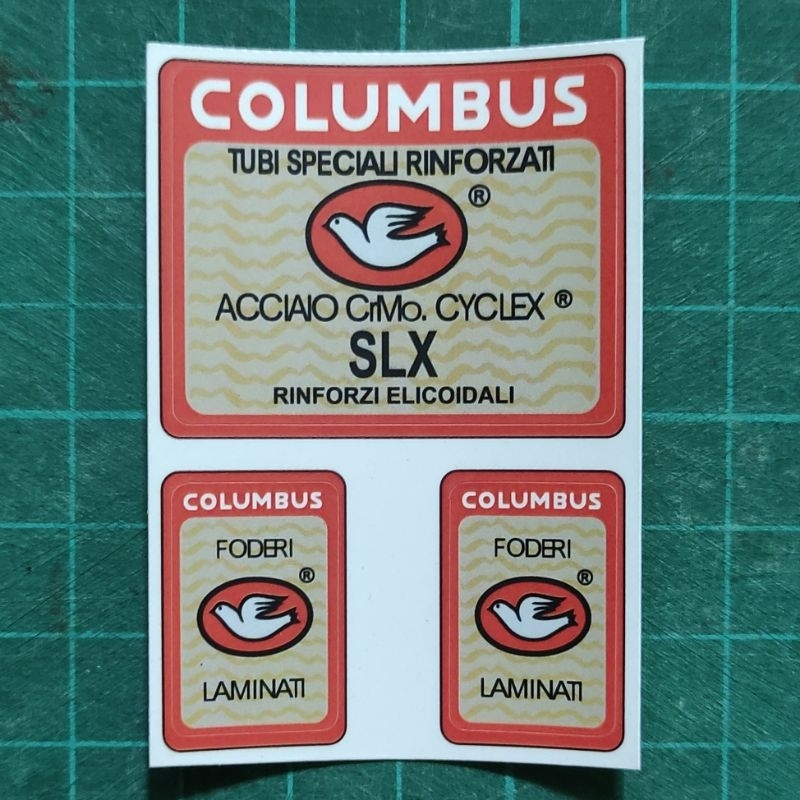 COLUMBUS
TUBI SPECIALI RINFORZATI
®
ACCIAIO CrMo. CYCLEX ®
SLX
RINFORZI ELICOIDALI
COLUMBUS
FODERI
®
LAMINATI
COLUMBUS
FODERI
®
LAMINATI